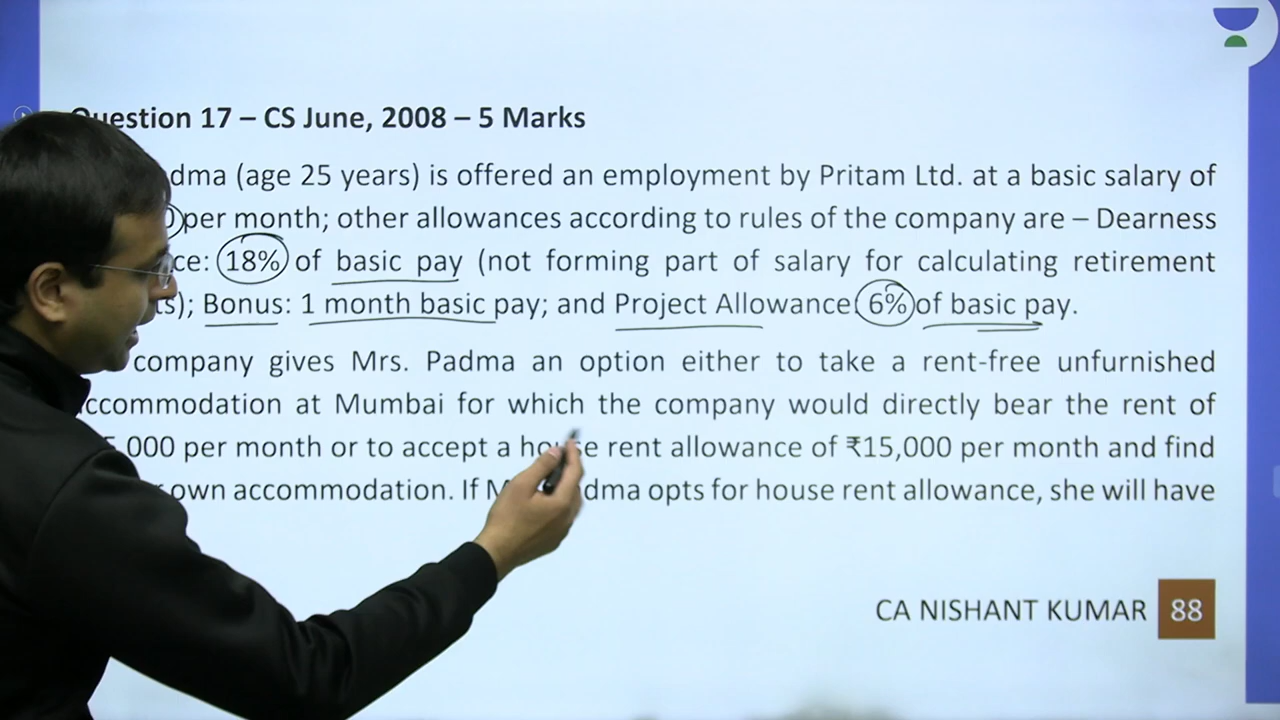 Question 17 – CS June, 2008 – 5 Marks
dma (age 25 years) is offered an employment by Pritam Ltd. at a basic salary of
per month; other allowances according to rules of the company are – Dearness
ce: 18% of basic pay (not forming part of salary for calculating retirement
ts); Bonus: 1 month basic pay; and Project Allowance 6% of basic pay.
company gives Mrs. Padma an option either to take a rent-free unfurnished
ccommodation at Mumbai for which the company would directly bear the rent of
000 per month or to accept a house rent allowance of ₹15,000 per month and find
own accommodation. If M dma opts for house rent allowance, she will have
CA NISHANT KUMAR 88